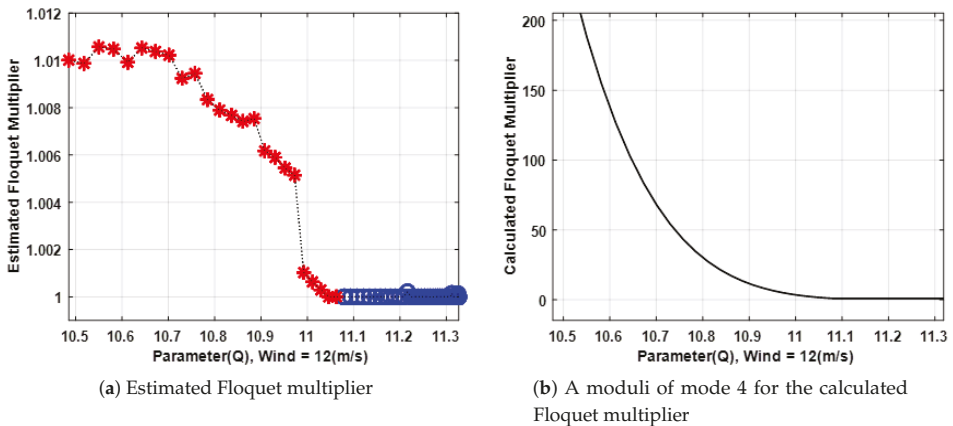 1.012
1.01
1.008
1.006
1.004
1.002
1
Estimated Floquet Multiplier
10.5 10.6 10.7 10.8 10.9 11 11.1 11.2 11.3
Parameter(Q), Wind = 12(m/s)
(a) Estimated Floquet multiplier
200
150
100
50
0
Calculated Floquet Multiplier
10.5 10.6 10.7 10.8 10.9 11 11.1 11.2 11.3
Parameter(Q), Wind = 12(m/s)
(b) A moduli of mode 4 for the calculated
Floquet multiplier